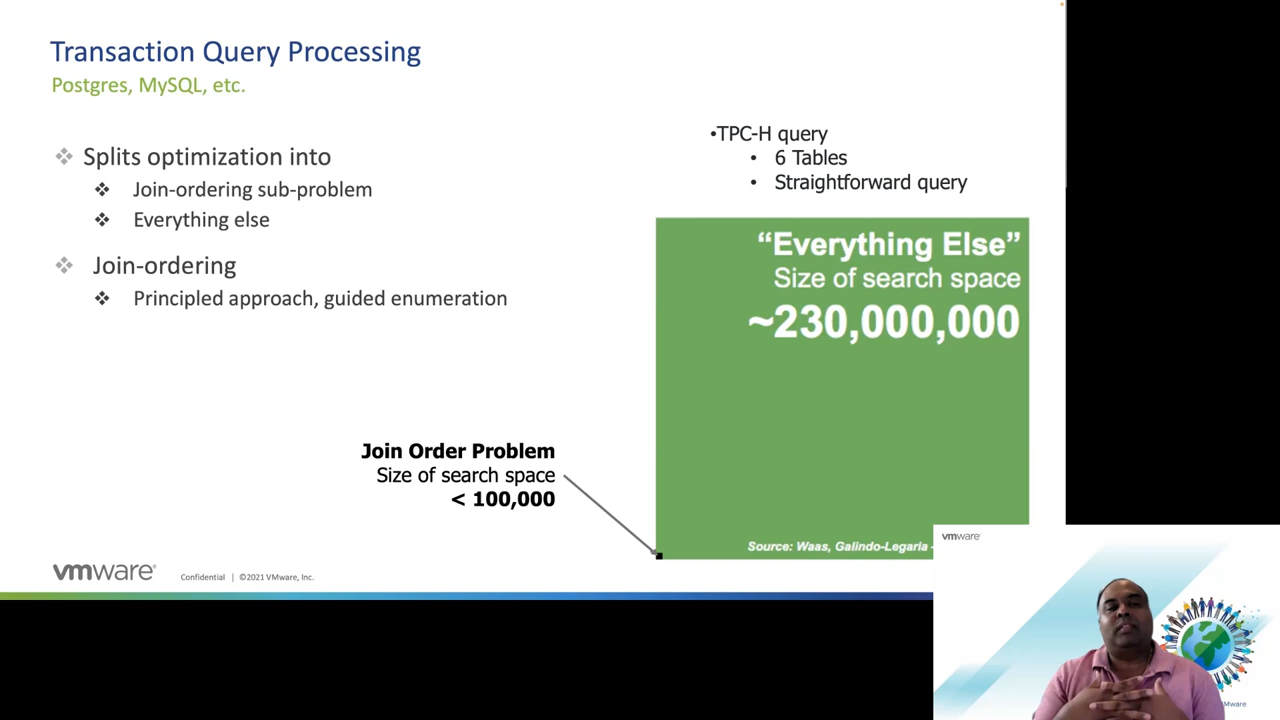 Transaction Query Processing
Postgres, MySQL, etc.
❖ Splits optimization into
❖ Join-ordering sub-problem
❖ Everything else
❖ Join-ordering
❖ Principled approach, guided enumeration
•TPC-H query
• 6 Tables
• Straightforward query
“Everything Else”
Size of search space
~230,000,000
Join Order Problem
Size of search space
< 100,000
Source: Waas, Galindo-Legaria -
vmware®
Confidential | ©2021 VMware, Inc.
vmware®
Mware